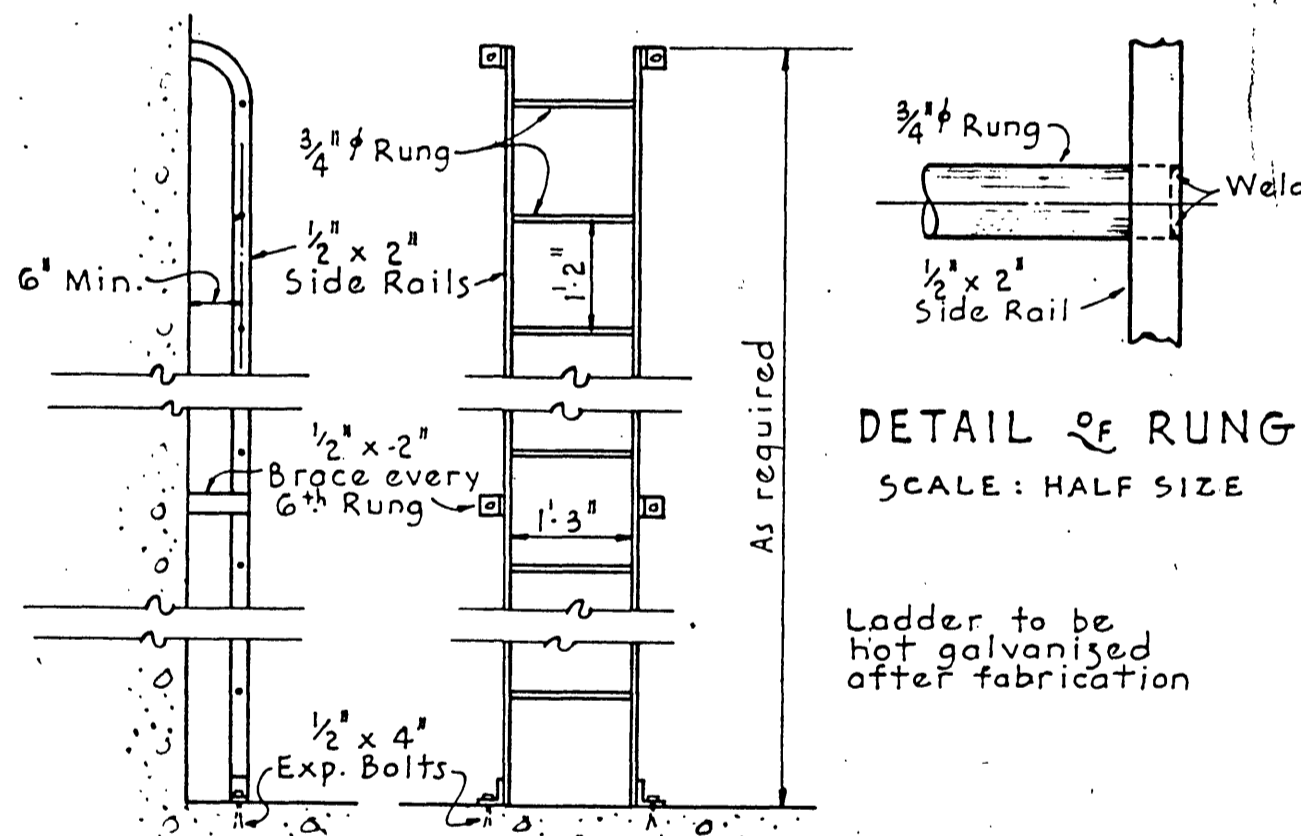 3/4"ϕ Rung
1/2" x 2"
Side Rails
6" Min.
1'-2"
1/2" x 2"
Brace every
6th Rung
1'-3"
As required
1/2" x 4"
Exp. Bolts
3/4"ϕ Rung
Weld
1/2" x 2"
Side Rail
DETAIL OF RUNG
SCALE: HALF SIZE
Ladder to be
hot galvanized
after fabrication